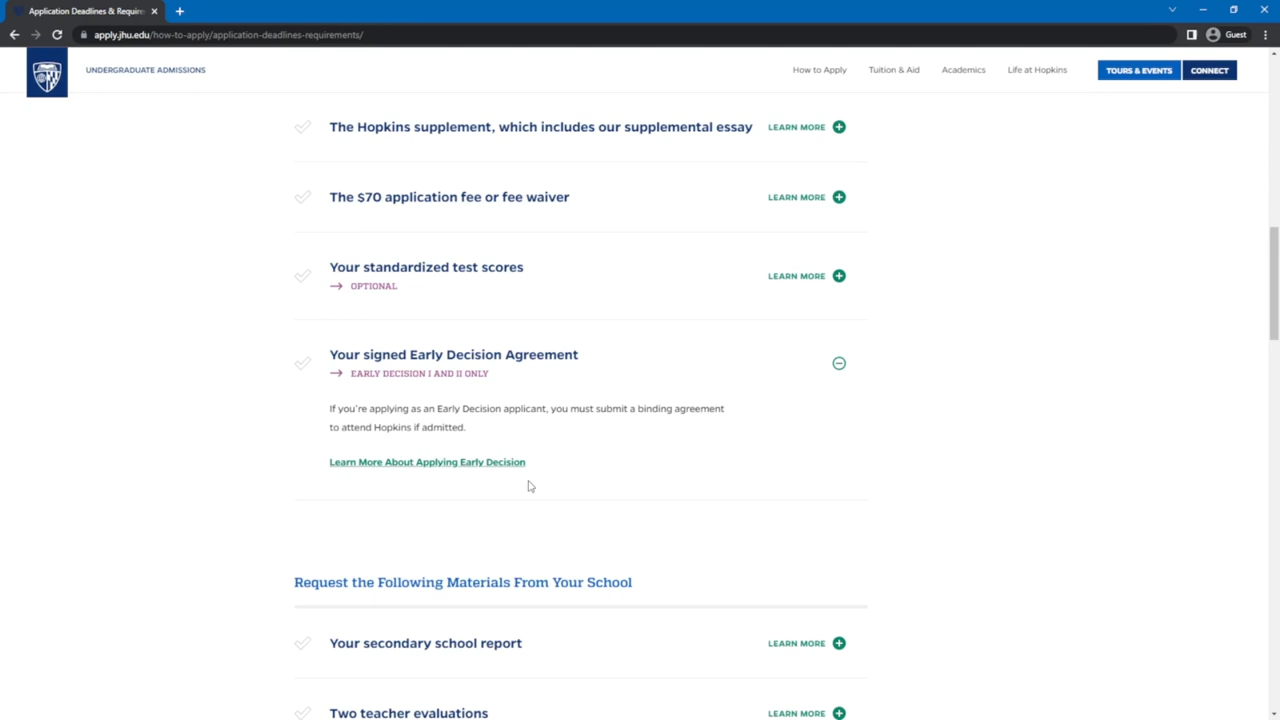 Application Deadlines & Require
apply.jhu.edu/how-to-apply/application-deadlines-requirements/
Guest
UNDERGRADUATE ADMISSIONS
How to Apply
Tuition & Aid
Academics
Life at Hopkins
TOURS & EVENTS
CONNECT
The Hopkins supplement, which includes our supplemental essay
LEARN MORE
The $70 application fee or fee waiver
LEARN MORE
Your standardized test scores
OPTIONAL
LEARN MORE
Your signed Early Decision Agreement
EARLY DECISION I AND II ONLY
If you're applying as an Early Decision applicant, you must submit a binding agreement
to attend Hopkins if admitted.
Learn More About Applying Early Decision
Request the Following Materials From Your School
Your secondary school report
LEARN MORE
Two teacher evaluations
LEARN MORE